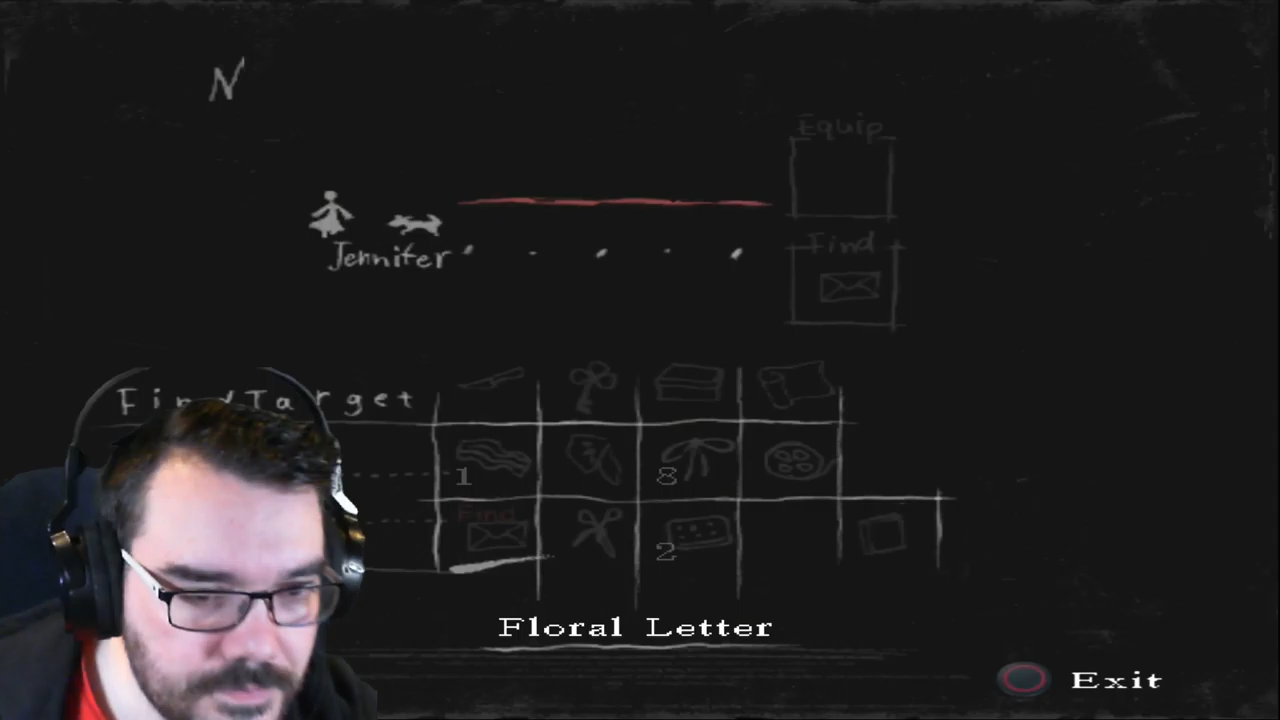 N
Equip
Jennifer
Find
Find/Target
1
8
Find
2
Floral Letter
Exit